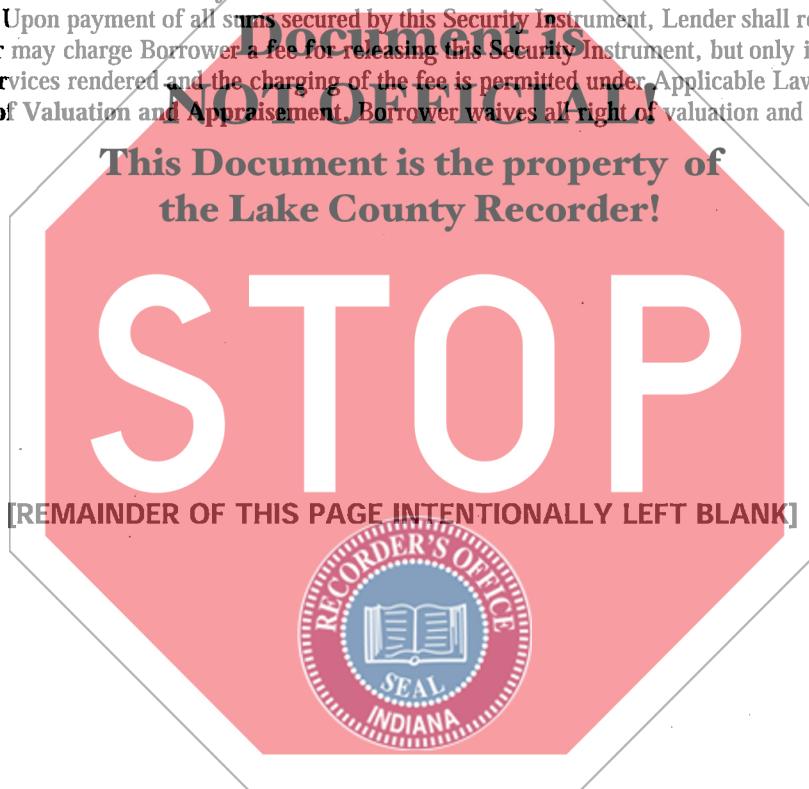 Upon payment of all sums secured by this Security Instrument, Lender shall
may charge Borrower a fee for releasing this Security Instrument, but only
rendered and the charging of the fee is permitted under Applicable
of Valuation and Appraisement. Borrower waives all right of valuation and
Document is
NOT OFFICIAL!
This Document is the property of
the Lake County Recorder!
STOP
[REMAINDER OF THIS PAGE INTENTIONALLY LEFT BLANK]
RECORDER'S OFFICE
SEAL
INDIANA